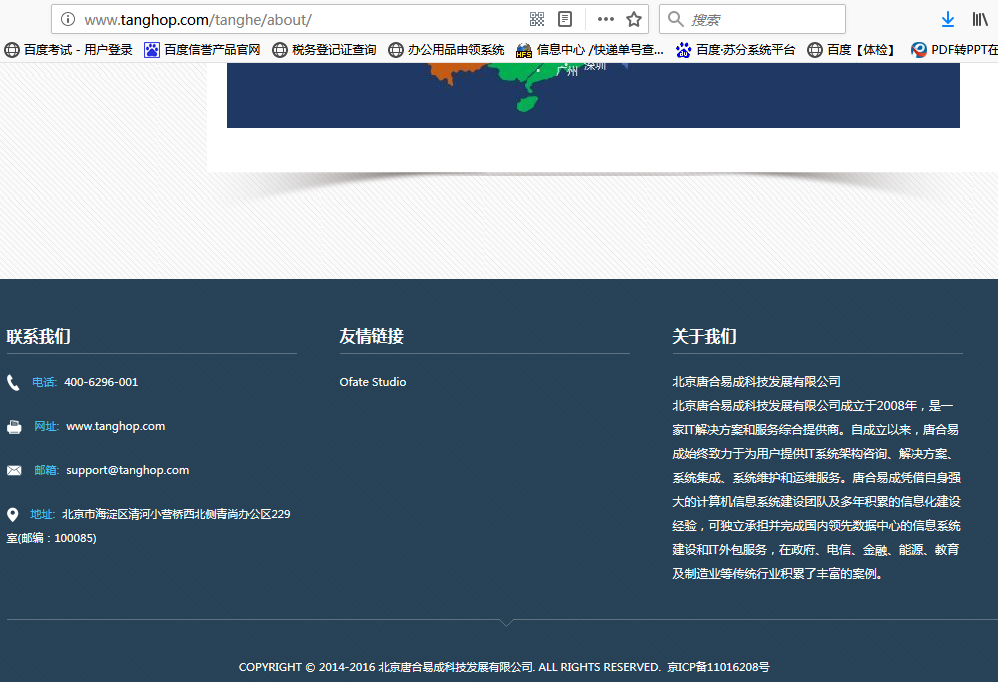 www.tanghop.com/tanghe/about/
搜索
百度考试 - 用户登录
百度信誉产品官网
税务登记证查询
办公用品申领系统
HFS
信息中心 /快递单号查...
百度·苏分系统平台
百度【体检】
PDF转PPT在
广州
深圳
联系我们
电话: 400-6296-001
网址: www.tanghop.com
邮箱: support@tanghop.com
地址: 北京市海淀区清河小营桥西北侧青尚办公区229
室(邮编：100085)
友情链接
Ofate Studio
关于我们
北京唐合易成科技发展有限公司
北京唐合易成科技发展有限公司成立于2008年，是一
家IT解决方案和服务综合提供商。自成立以来，唐合易
成始终致力于为用户提供IT系统架构咨询、解决方案、
系统集成、系统维护和运维服务。唐合易成凭借自身强
大的计算机信息系统建设团队及多年积累的信息化建设
经验，可独立承担并完成国内领先数据中心的信息系统
建设和IT外包服务，在政府、电信、金融、能源、教育
及制造业等传统行业积累了丰富的案例。
COPYRIGHT © 2014-2016 北京唐合易成科技发展有限公司. ALL RIGHTS RESERVED. 京ICP备11016208号